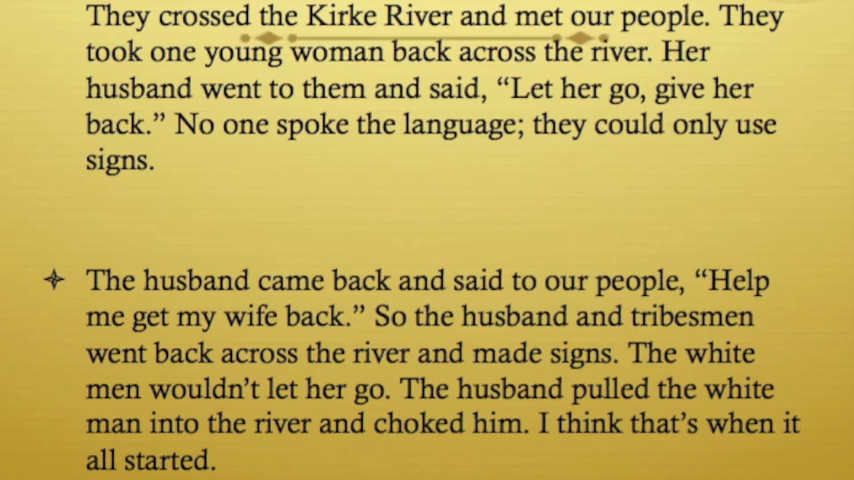 They crossed the Kirke River and met our people. They
took one young woman back across the river. Her
husband went to them and said, “Let her go, give her
back.” No one spoke the language; they could only use
signs.
The husband came back and said to our people, “Help
me get my wife back.” So the husband and tribesmen
went back across the river and made signs. The white
men wouldn’t let her go. The husband pulled the white
man into the river and choked him. I think that’s when it
all started.